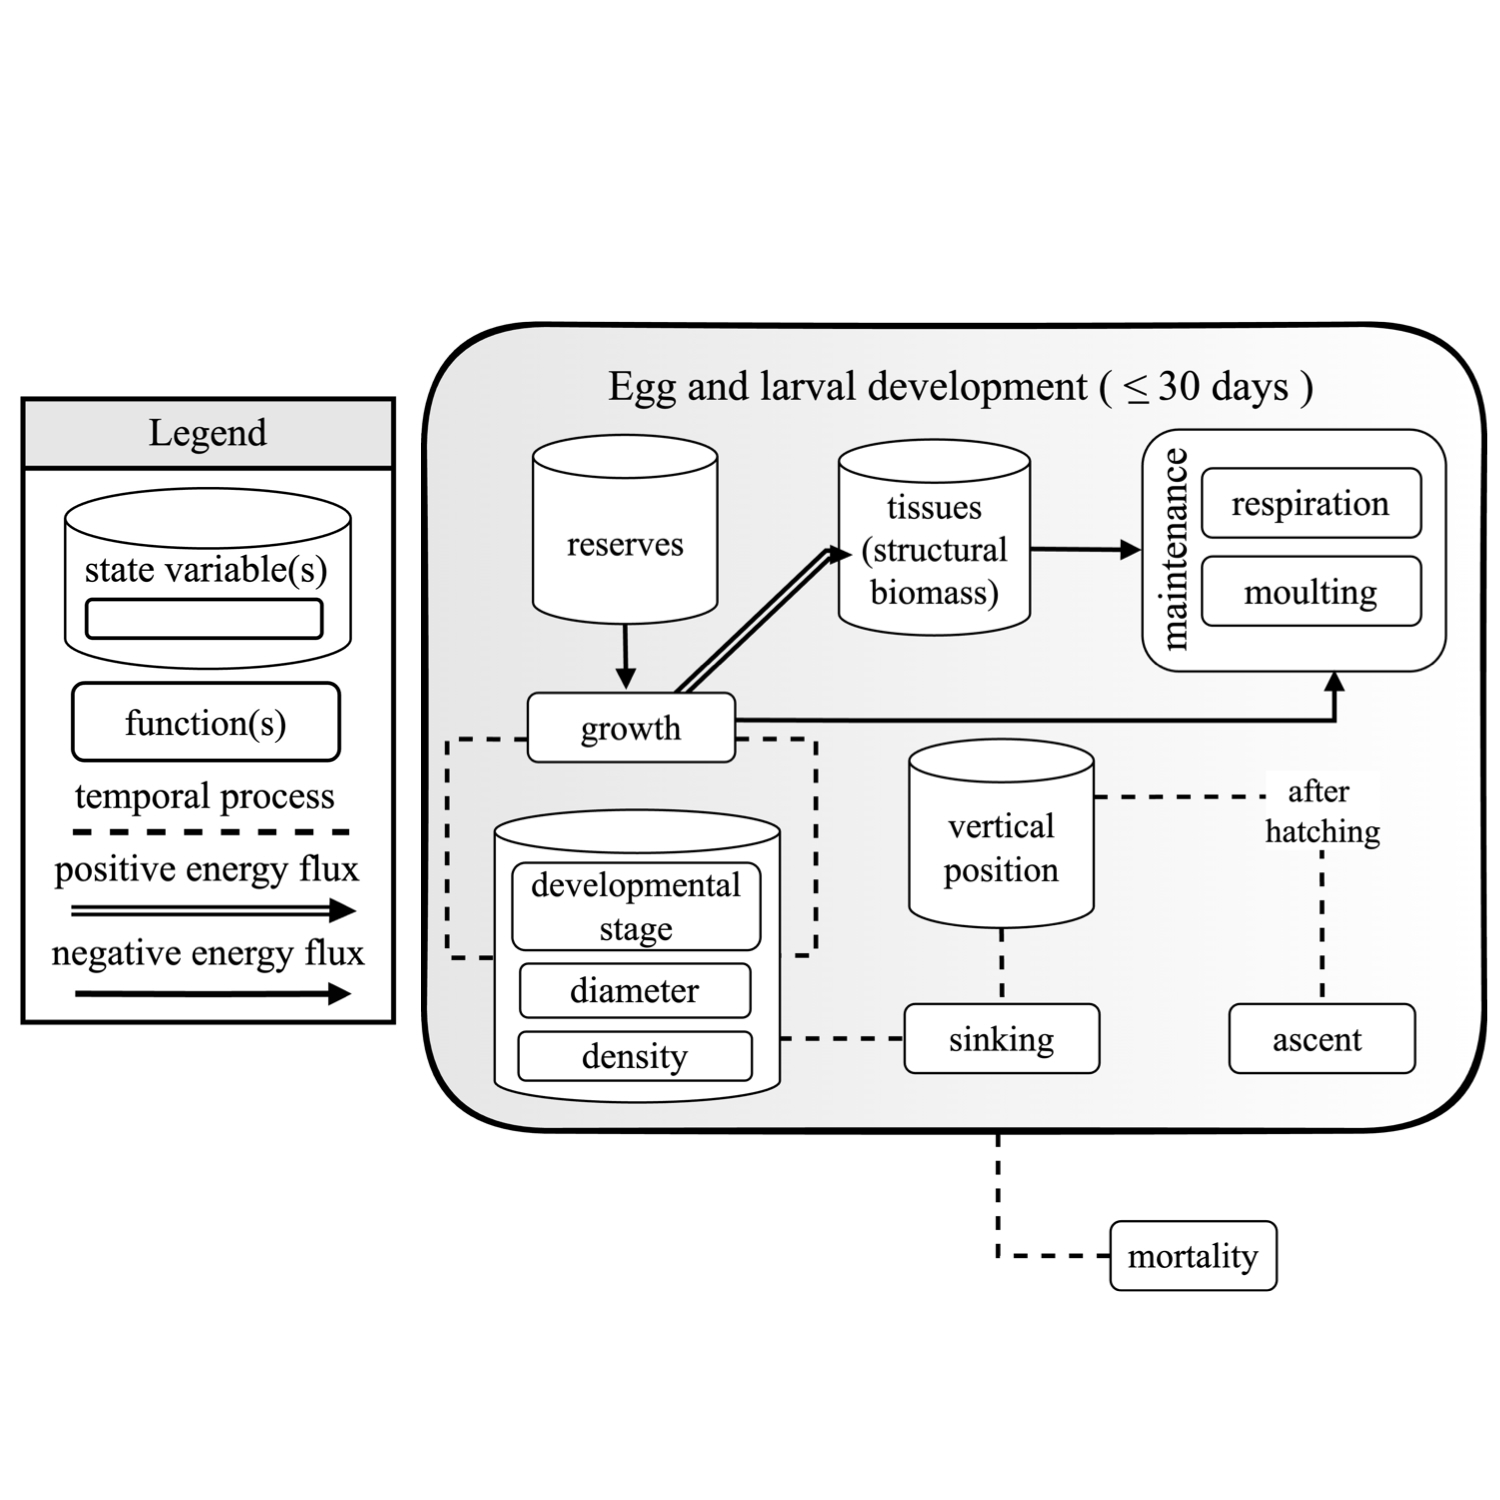 Legend
state variable(s)
function(s)
temporal process
positive energy flux
negative energy flux
Egg and larval development ( ≤ 30 days )
reserves
tissues
(structural
biomass)
maintenance
respiration
moulting
growth
developmental
stage
diameter
density
vertical
position
after
hatching
sinking
ascent
mortality